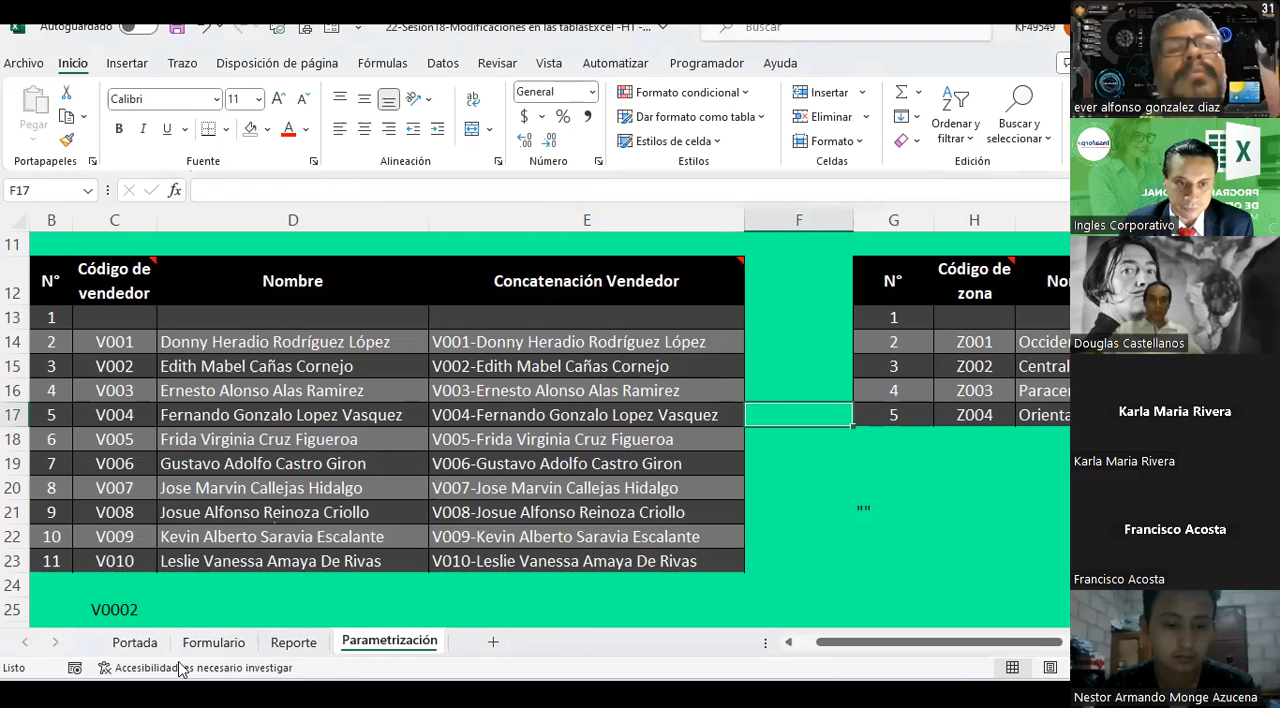 Autoguardado
22-Sesion18-Modificaciones en las tablasExcel -HT -
Buscar
KF49549
Archivo Inicio Insertar Trazo Disposición de página Fórmulas Datos Revisar Vista Automatizar Programador Ayuda
Pegar
Calibri 11
N K S
General
$ % 000
Formato condicional
Dar formato como tabla
Estilos de celda
Insertar
Eliminar
Formato
Ordenar y filtrar
Buscar y seleccionar
Portapapeles Fuente Alineación Número Estilos Celdas Edición
F17 fx
B C D E F G H
11
12 N° Código de vendedor Nombre Concatenación Vendedor N° Código de zona
13 1 1
14 2 V001 Donny Heradio Rodríguez López V001-Donny Heradio Rodríguez López 2 Z001
15 3 V002 Edith Mabel Cañas Cornejo V002-Edith Mabel Cañas Cornejo 3 Z002 Central
16 4 V003 Ernesto Alonso Alas Ramirez V003-Ernesto Alonso Alas Ramirez 4 Z003
17 5 V004 Fernando Gonzalo Lopez Vasquez V004-Fernando Gonzalo Lopez Vasquez 5 Z004
18 6 V005 Frida Virginia Cruz Figueroa V005-Frida Virginia Cruz Figueroa
19 7 V006 Gustavo Adolfo Castro Giron V006-Gustavo Adolfo Castro Giron
20 8 V007 Jose Marvin Callejas Hidalgo V007-Jose Marvin Callejas Hidalgo
21 9 V008 Josue Alfonso Reinoza Criollo V008-Josue Alfonso Reinoza Criollo ""
22 10 V009 Kevin Alberto Saravia Escalante V009-Kevin Alberto Saravia Escalante
23 11 V010 Leslie Vanessa Amaya De Rivas V010-Leslie Vanessa Amaya De Rivas
24
25 V0002
Portada Formulario Reporte Parametrización
Listo Accesibilidad: es necesario investigar
31
ever alfonso gonzalez diaz
Ingles Corporativo
Douglas Castellanos
Karla Maria Rivera
Karla Maria Rivera
Francisco Acosta
Francisco Acosta
Nestor Armando Monge Azucena